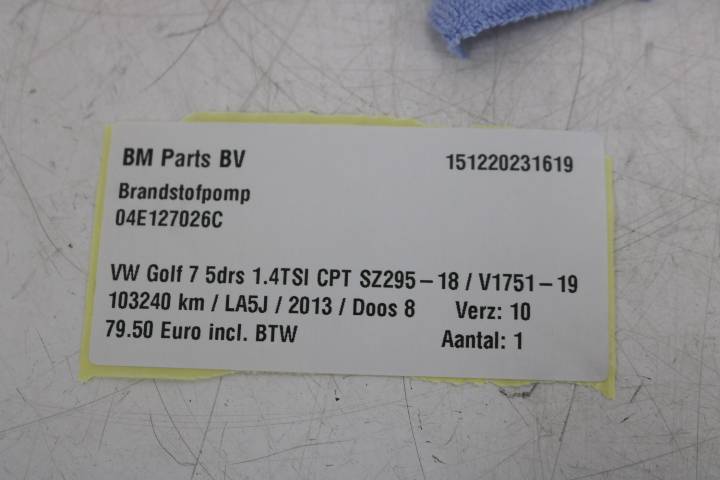 BM Parts BV 151220231619
Brandstofpomp
04E127026C
VW Golf 7 5drs 1.4TSI CPT SZ295-18 / V1751-19
103240 km / LA5J / 2013 / Doos 8 Verz: 10
79.50 Euro incl. BTW Aantal: 1